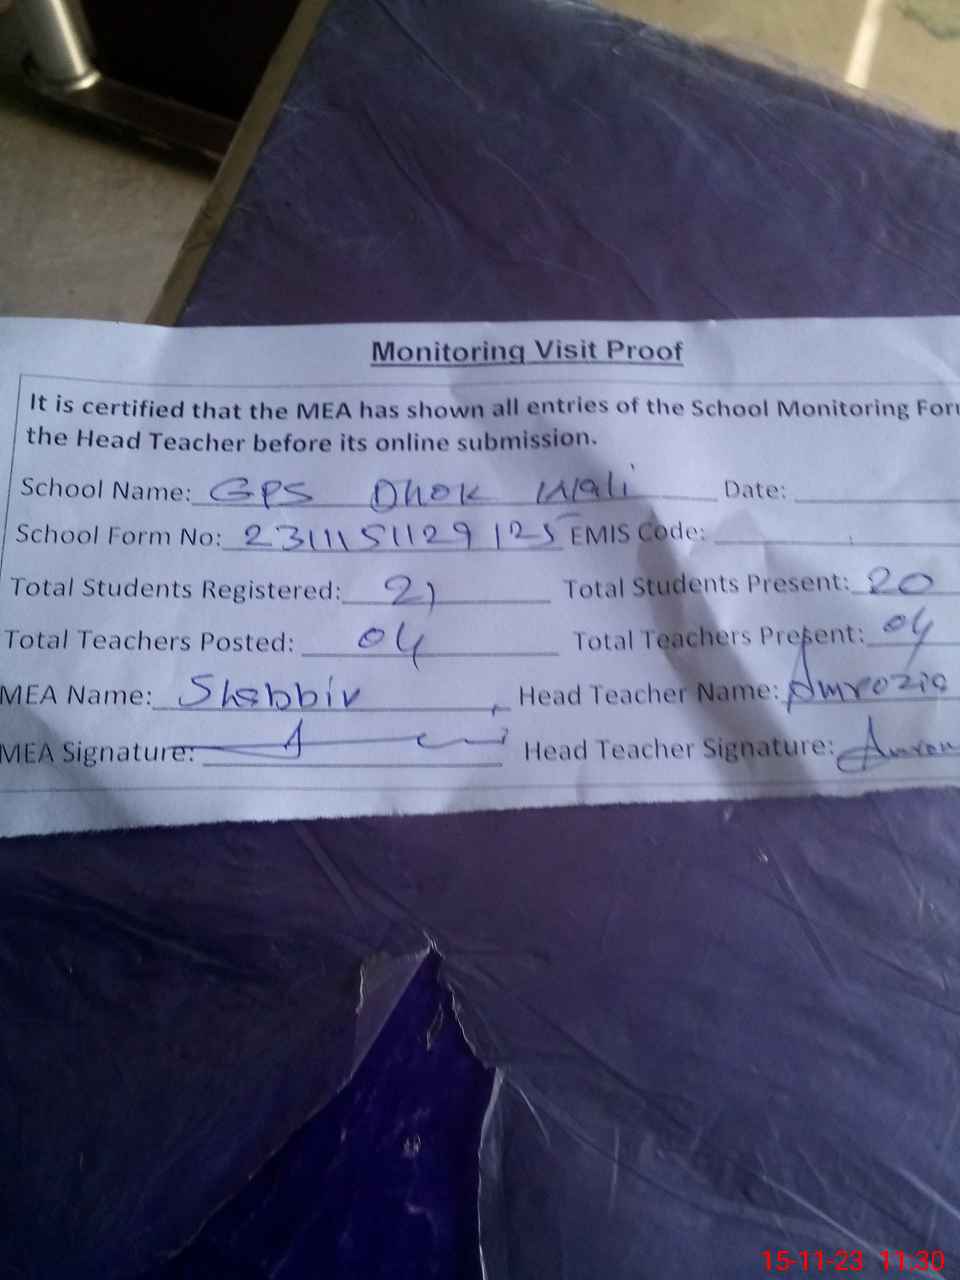 Monitoring Visit Proof
It is certified that the MEA has shown all entries of the School Monitoring For
the Head Teacher before its online submission.
School Name: GPS Dhok Wali Date:
School Form No: 231115112912 5 EMIS Code:
Total Students Registered: 21 Total Students Present: 20
Total Teachers Posted: 04 Total Teachers Present: 04
MEA Name: Shabbir Head Teacher Name: Amrozia
MEA Signature: Head Teacher Signature:
15-11-23 11:30